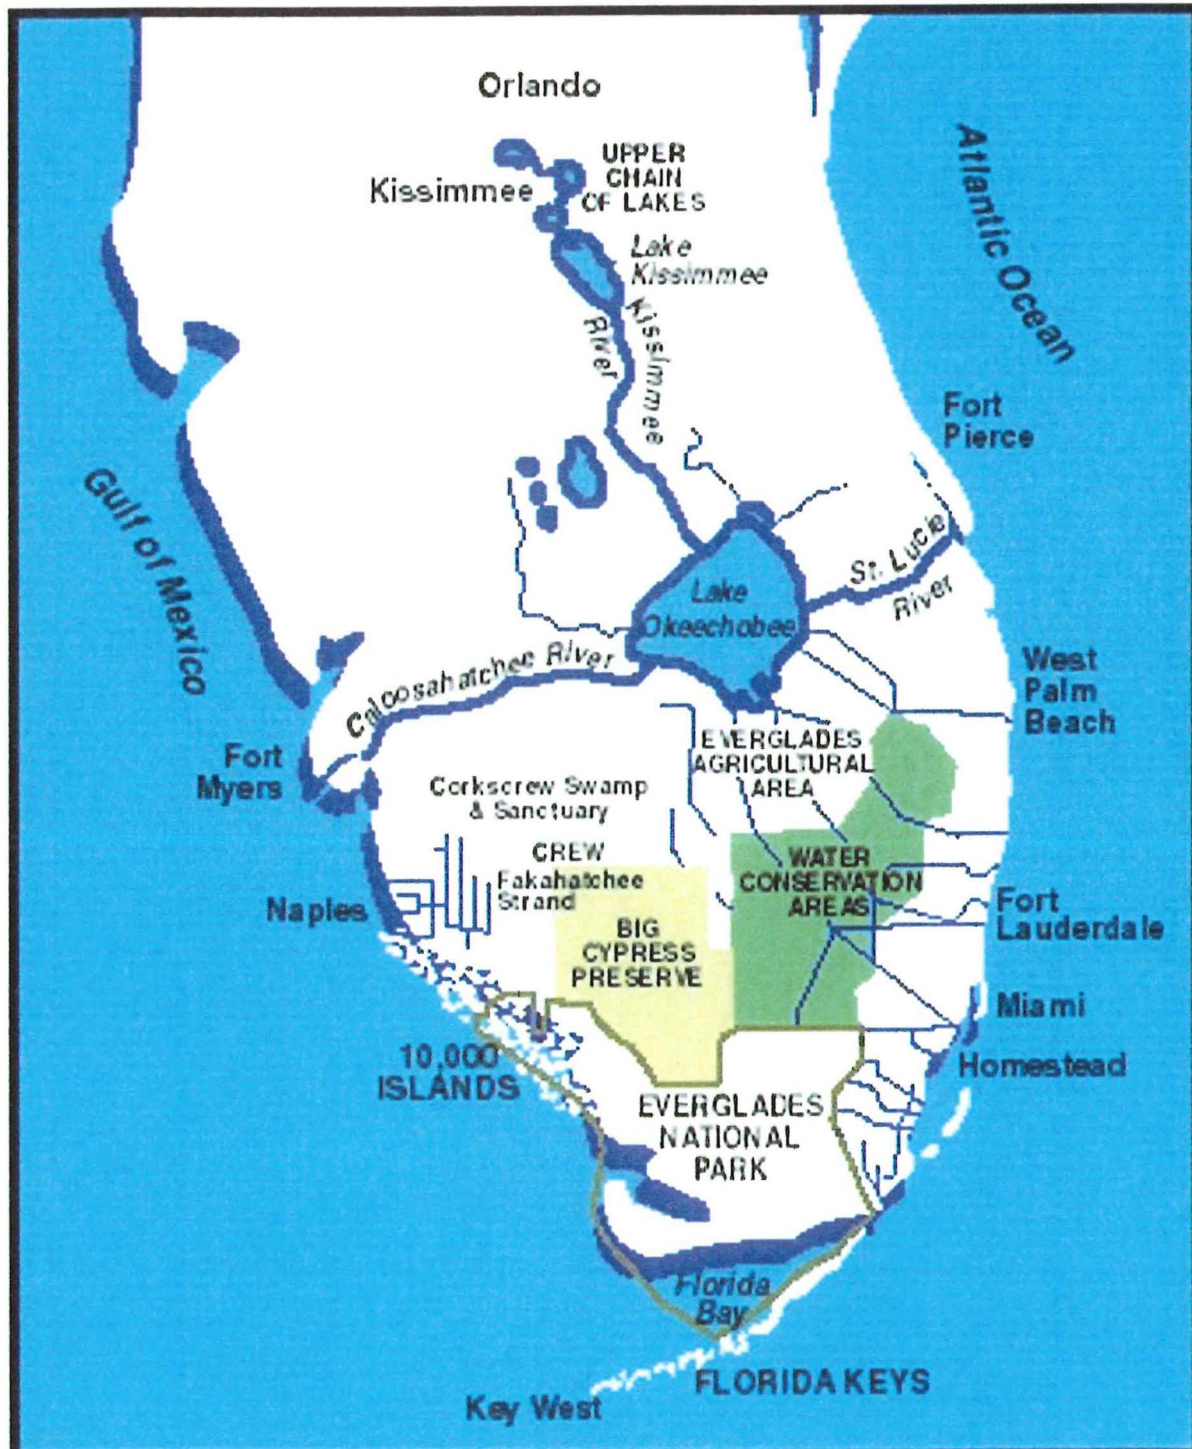 Orlando
UPPER
CHAIN
OF LAKES
Kissimmee
Lake
Kissimmee
Kissimmee
River
Atlantic Ocean
Fort
Pierce
Gulf of Mexico
St. Lucie
River
Lake
Okeechobee
Caloosahatchee River
West
Palm
Beach
Fort
Myers
EVERGLADES
AGRICULTURAL
AREA
Corkscrew Swamp
& Sanctuary
CREW
Fakahatchee
Strand
WATER
CONSERVATION
AREAS
Naples
Fort
Lauderdale
BIG
CYPRESS
PRESERVE
Miami
10,000
ISLANDS
Homestead
EVERGLADES
NATIONAL
PARK
Florida
Bay
FLORIDA KEYS
Key West